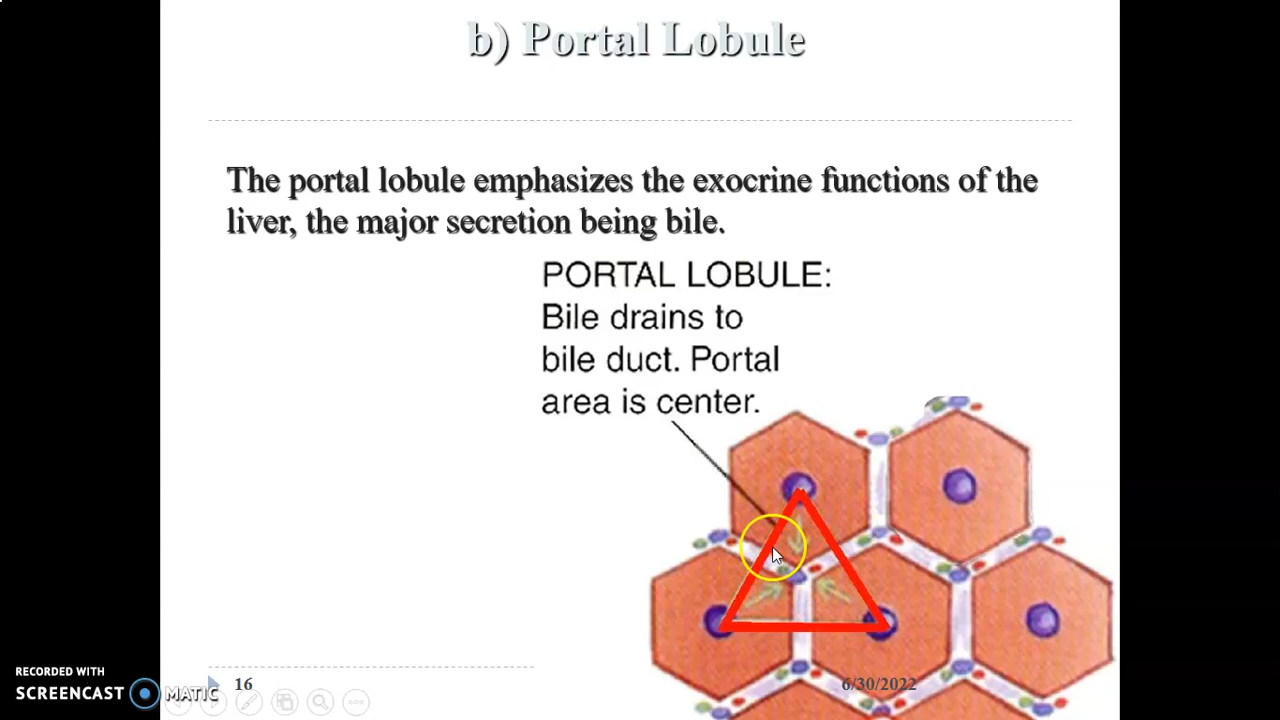 b) Portal Lobule
The portal lobule emphasizes the exocrine functions of the
liver, the major secretion being bile.
PORTAL LOBULE:
Bile drains to
bile duct. Portal
area is center.
RECORDED WITH
SCREENCAST MATIC
16
6/30/2022